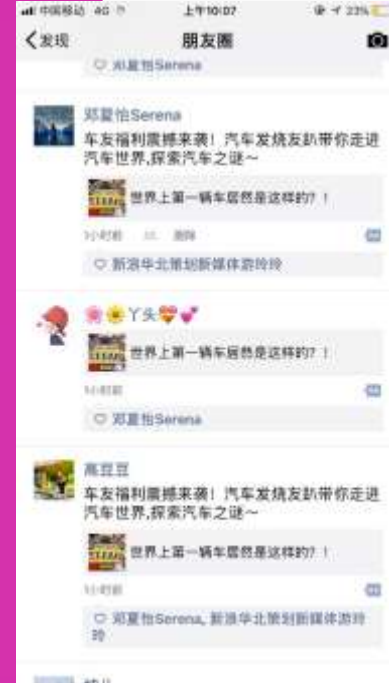 中国移动 4G
上午10:07
23%
发现
朋友圈
邓夏怡Serena
邓夏怡Serena
车友福利震撼来袭！汽车发烧友趴带你走进
汽车世界,探索汽车之谜～
世界上第一辆车居然是这样的？！
1小时前
删除
新浪华北策划新媒体游玲玲
丫头
世界上第一辆车居然是这样的？！
1小时前
邓夏怡Serena
高豆豆
车友福利震撼来袭！汽车发烧友趴带你走进
汽车世界,探索汽车之谜～
世界上第一辆车居然是这样的？！
1小时前
邓夏怡Serena, 新浪华北策划新媒体游玲
玲